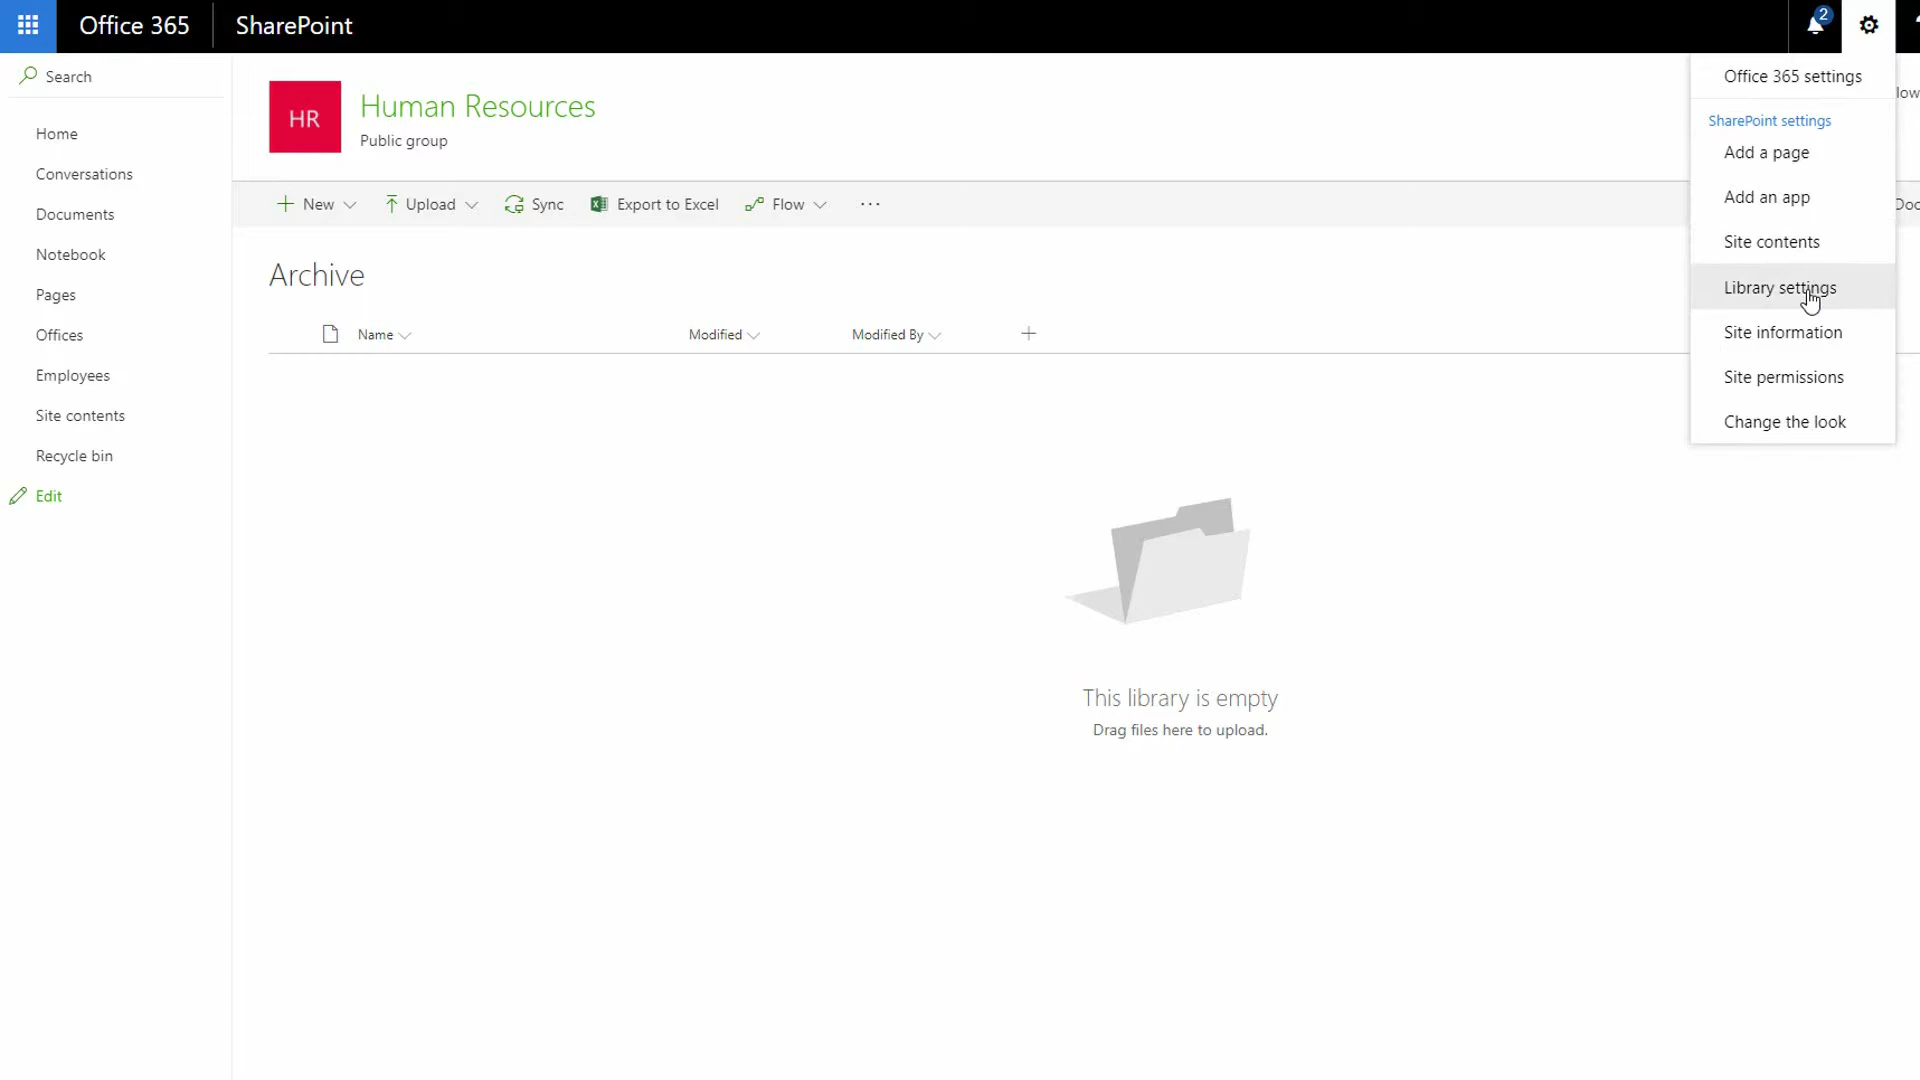 Office 365
SharePoint
2
Search
Home
Conversations
Documents
Notebook
Pages
Offices
Employees
Site contents
Recycle bin
Edit
HR
Human Resources
Public group
New
Upload
Sync
Export to Excel
Flow
Archive
Name
Modified
Modified By
This library is empty
Drag files here to upload.
Office 365 settings
SharePoint settings
Add a page
Add an app
Site contents
Library settings
Site information
Site permissions
Change the look